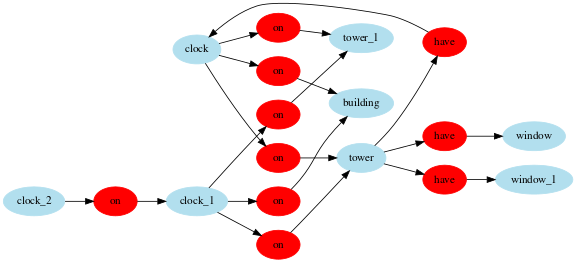 on
clock
tower_1
have
on
on
building
on
tower
have
window
have
window_1
clock_2
on
clock_1
on
on